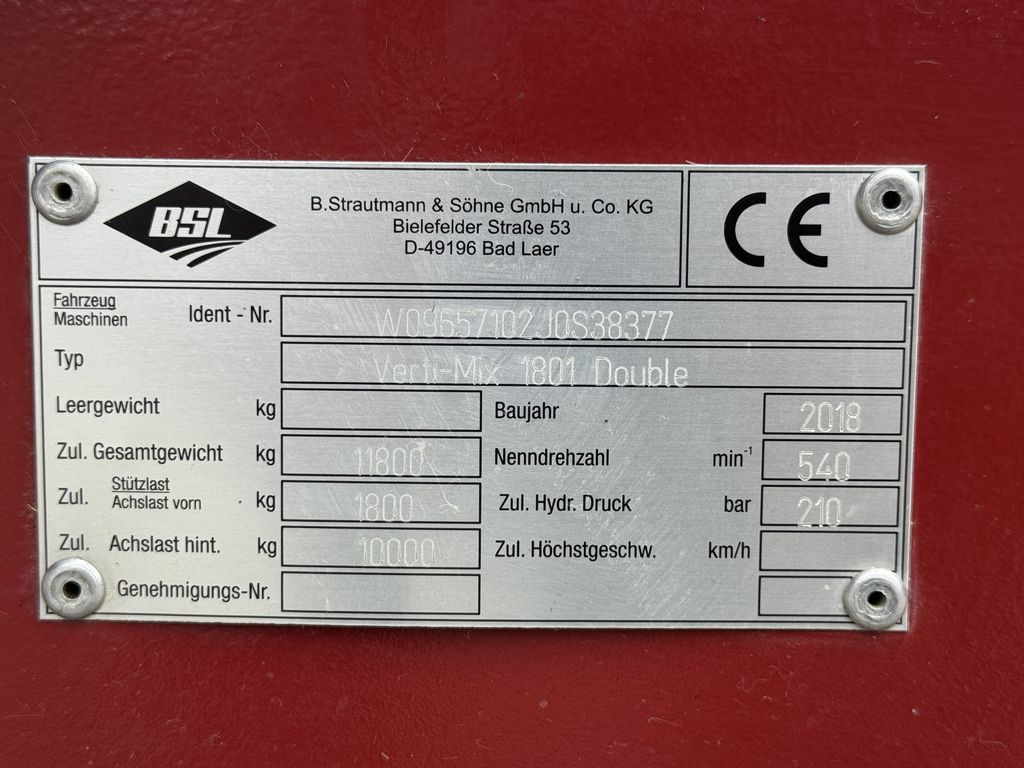 BSL
B.Strautmann & Söhne GmbH u. Co. KG
Bielefelder Straße 53
D-49196 Bad Laer
CE
Fahrzeug
Maschinen
Ident - Nr. W09657102J0S38377
Typ Verti-Mix 1801 Double
Leergewicht kg
Baujahr 2018
Zul. Gesamtgewicht kg 11800
Nenndrehzahl min⁻¹ 540
Zul. Stützlast
Achslast vorn kg 1800
Zul. Hydr. Druck bar 210
Zul. Achslast hint. kg 10000
Zul. Höchstgeschw. km/h
Genehmigungs-Nr.